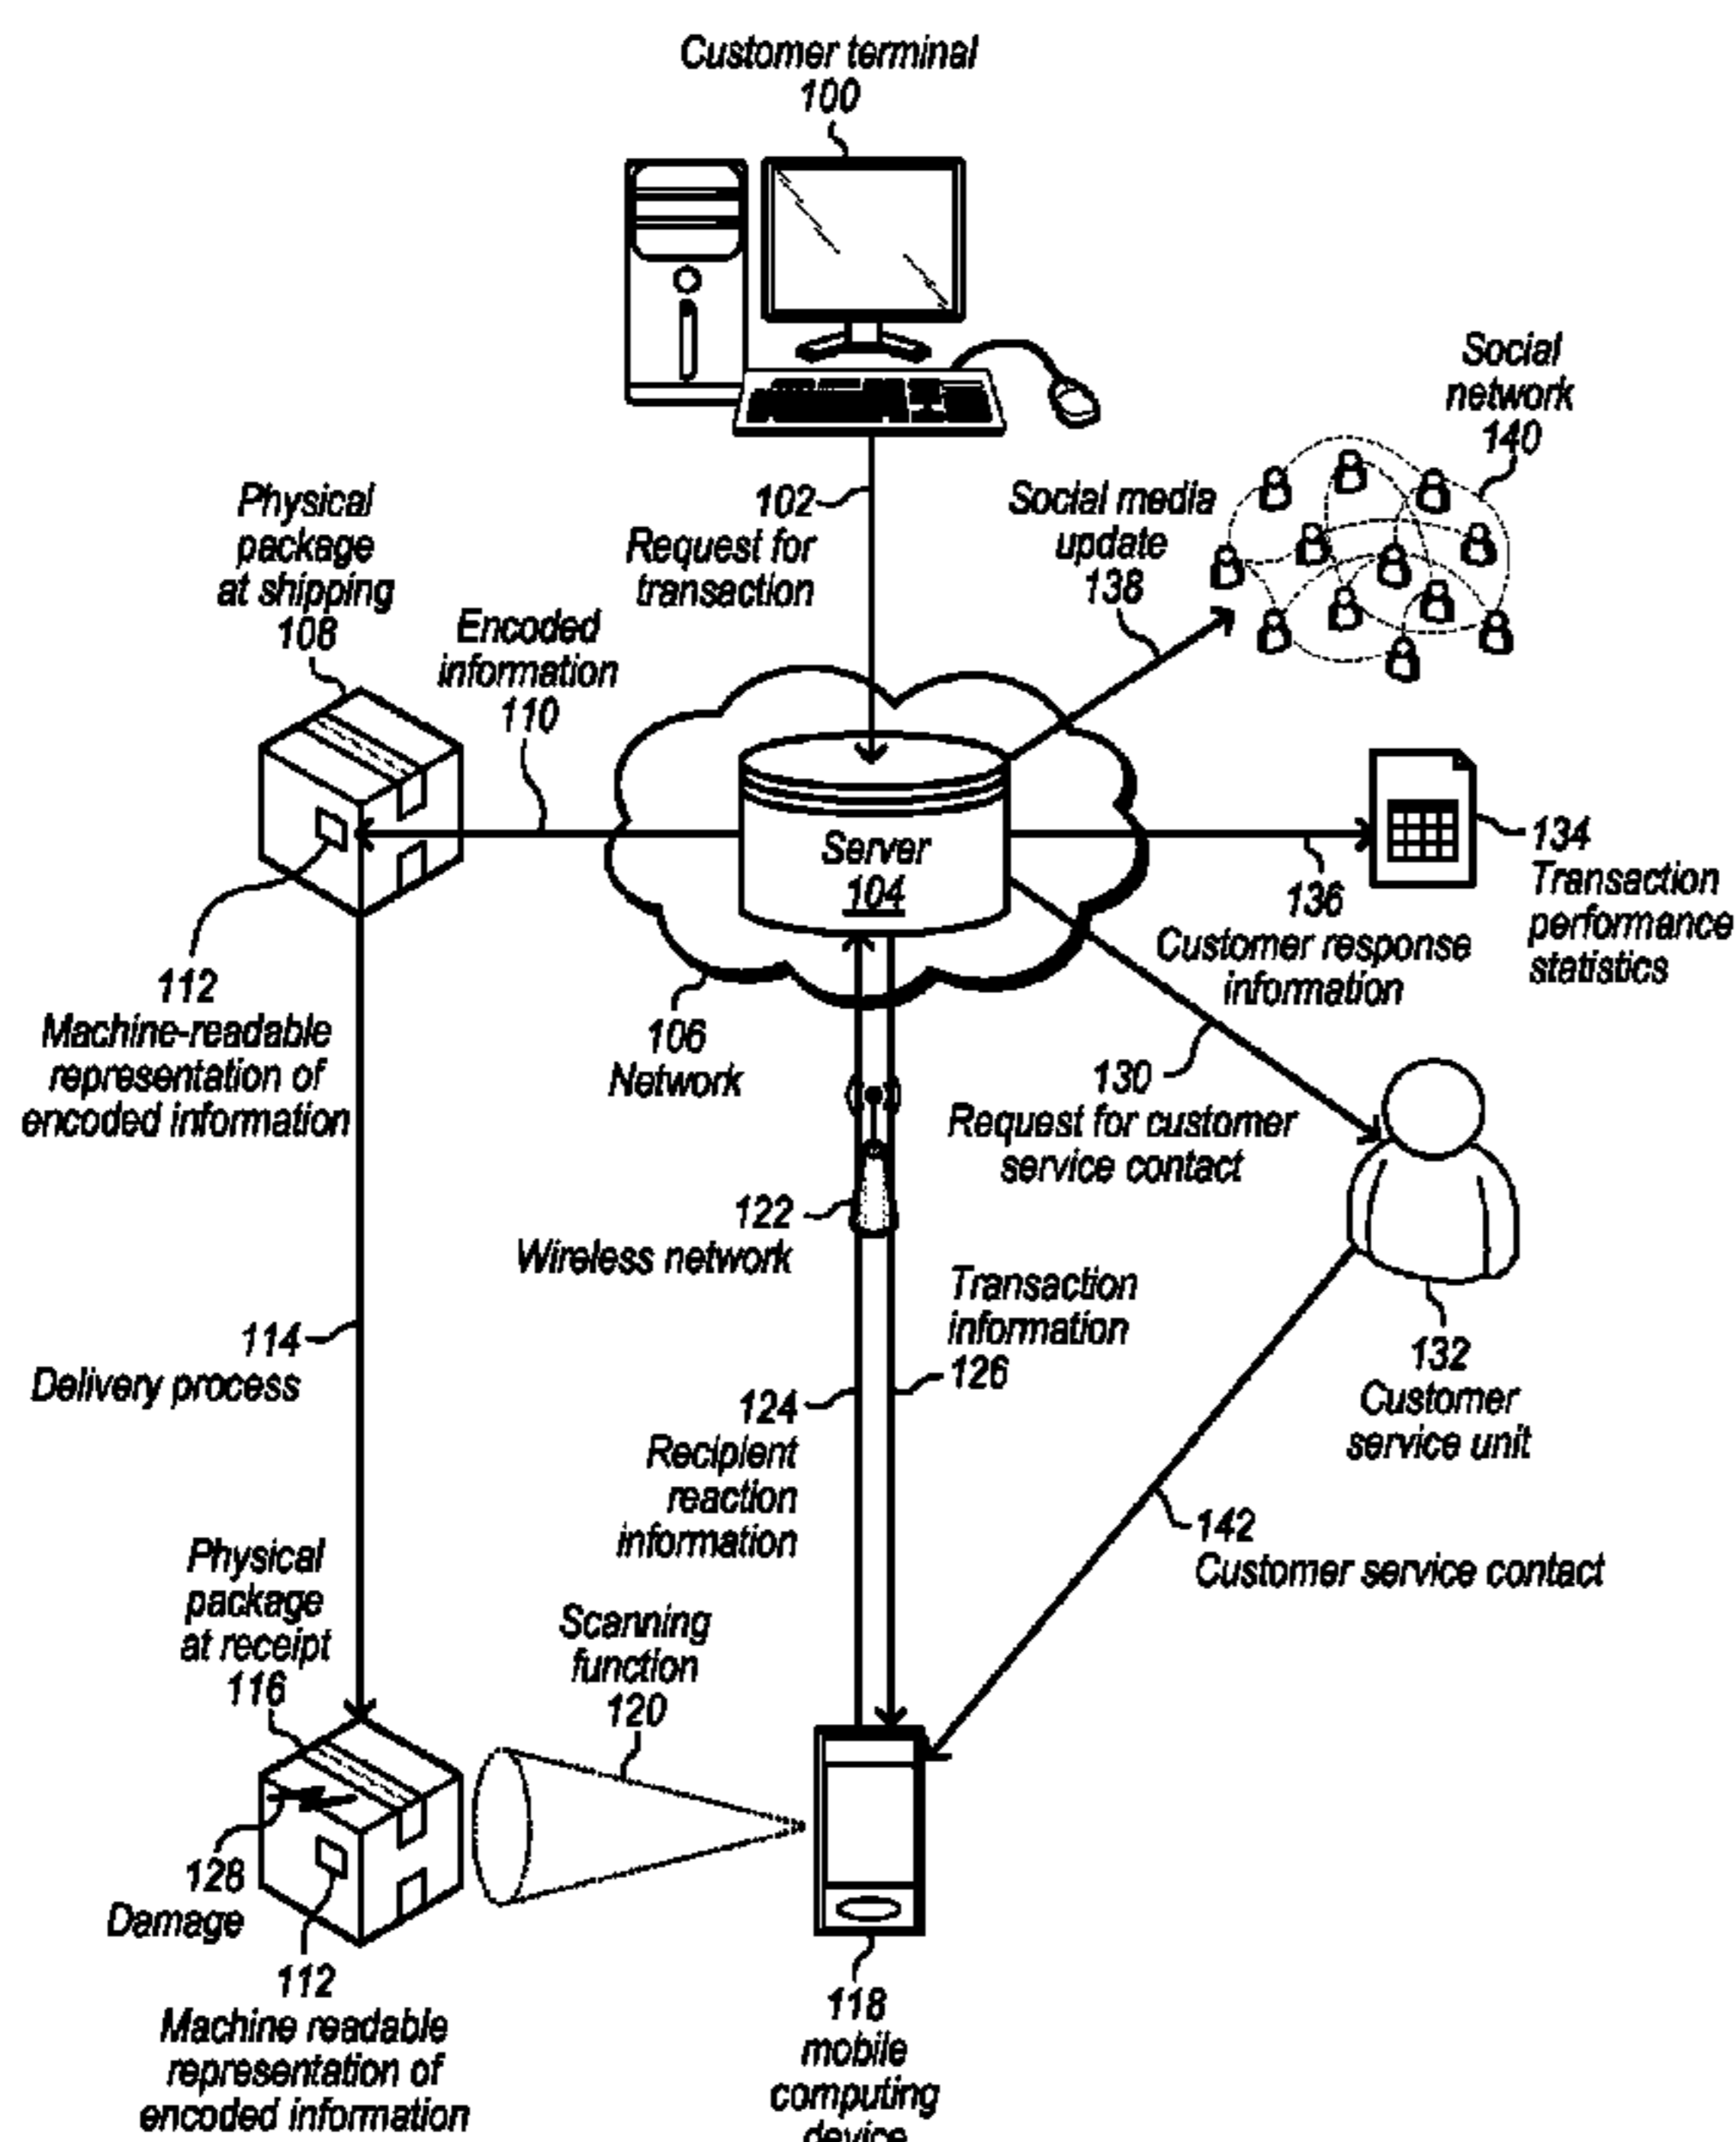 Customer terminal
100
Social
network
140
Physical
package
at shipping
108
102
Request for
transaction
Social media
update
138
Encoded
information
110
Server
104
134
Transaction
performance
statistics
136
Customer response
information
112
Machine-readable
representation of
encoded information
106
Network
130
Request for customer
service contact
122
Wireless network
Transaction
information
126
114
Delivery process
132
Customer
service unit
124
Recipient
reaction
information
142
Customer service contact
Physical
package
at receipt
116
Scanning
function
120
128
Damage
112
Machine readable
representation of
encoded information
118
mobile
computing
device